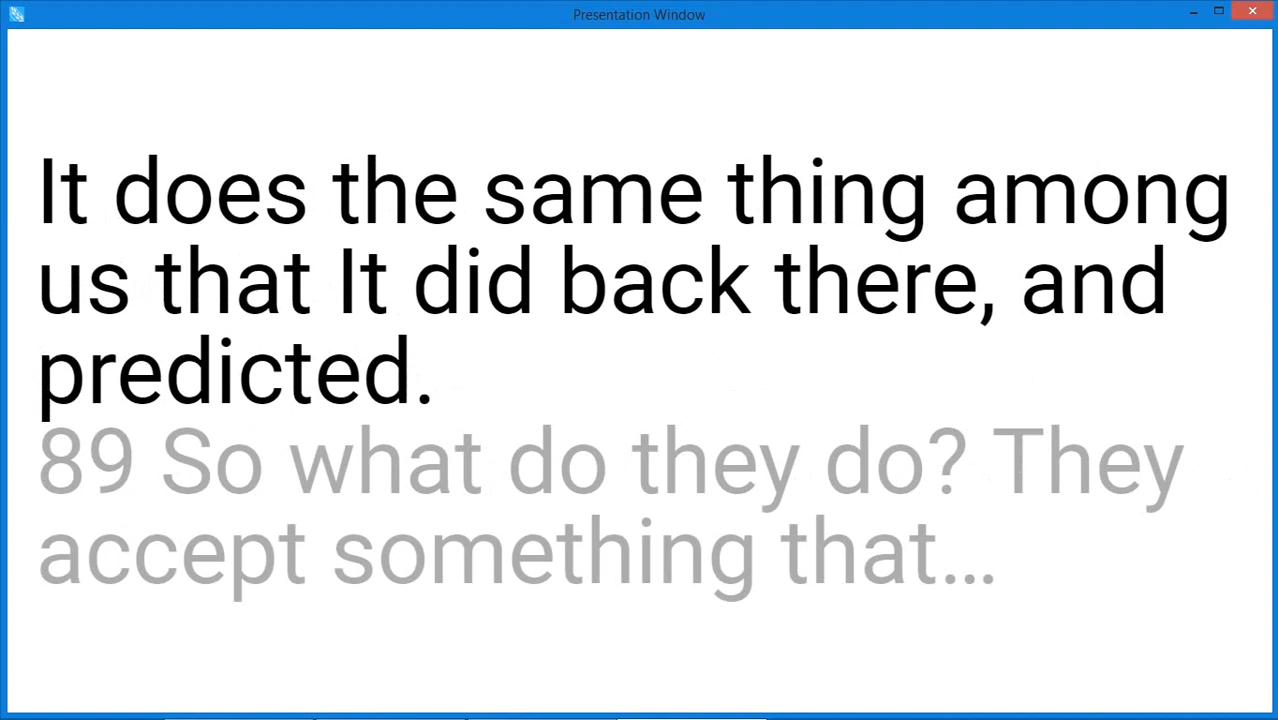 Presentation Window
It does the same thing among
us that It did back there, and
predicted.
89 So what do they do? They
accept something that...